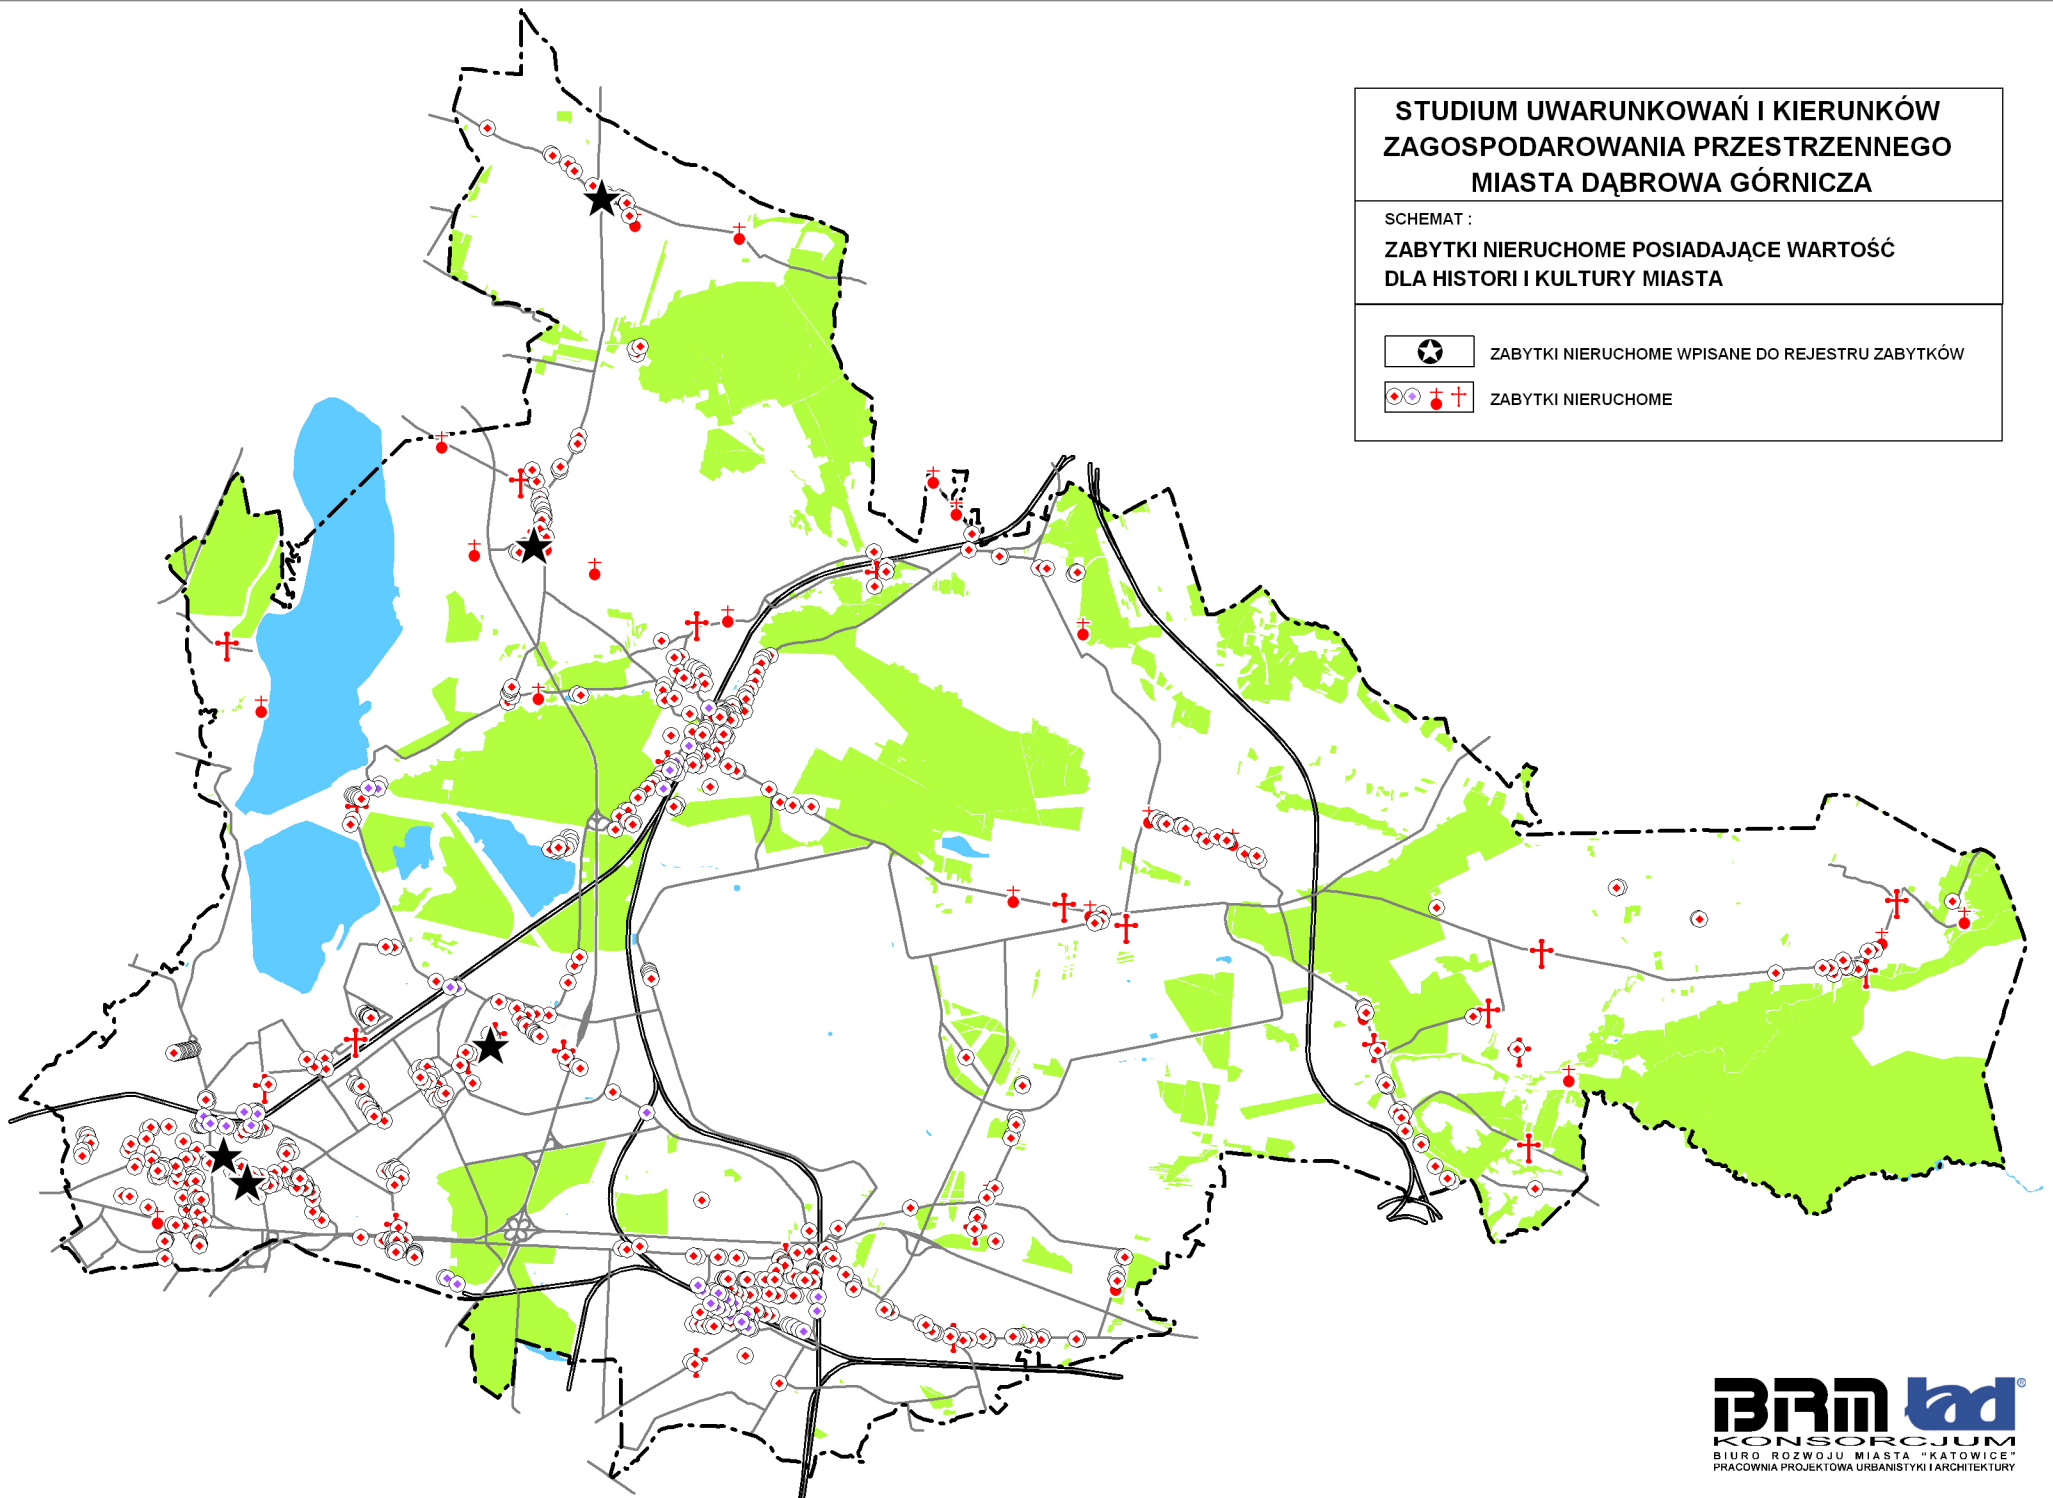 STUDIUM UWARUNKOWAŃ I KIERUNKÓW
ZAGOSPODAROWANIA PRZESTRZENNEGO
MIASTA DĄBROWA GÓRNICZA
SCHEMAT :
ZABYTKI NIERUCHOME POSIADAJĄCE WARTOŚĆ
DLA HISTORI I KULTURY MIASTA
ZABYTKI NIERUCHOME WPISANE DO REJESTRU ZABYTKÓW
ZABYTKI NIERUCHOME
BRM ład®
KONSORCJUM
BIURO ROZWOJU MIASTA "KATOWICE"
PRACOWNIA PROJEKTOWA URBANISTYKI I ARCHITEKTURY